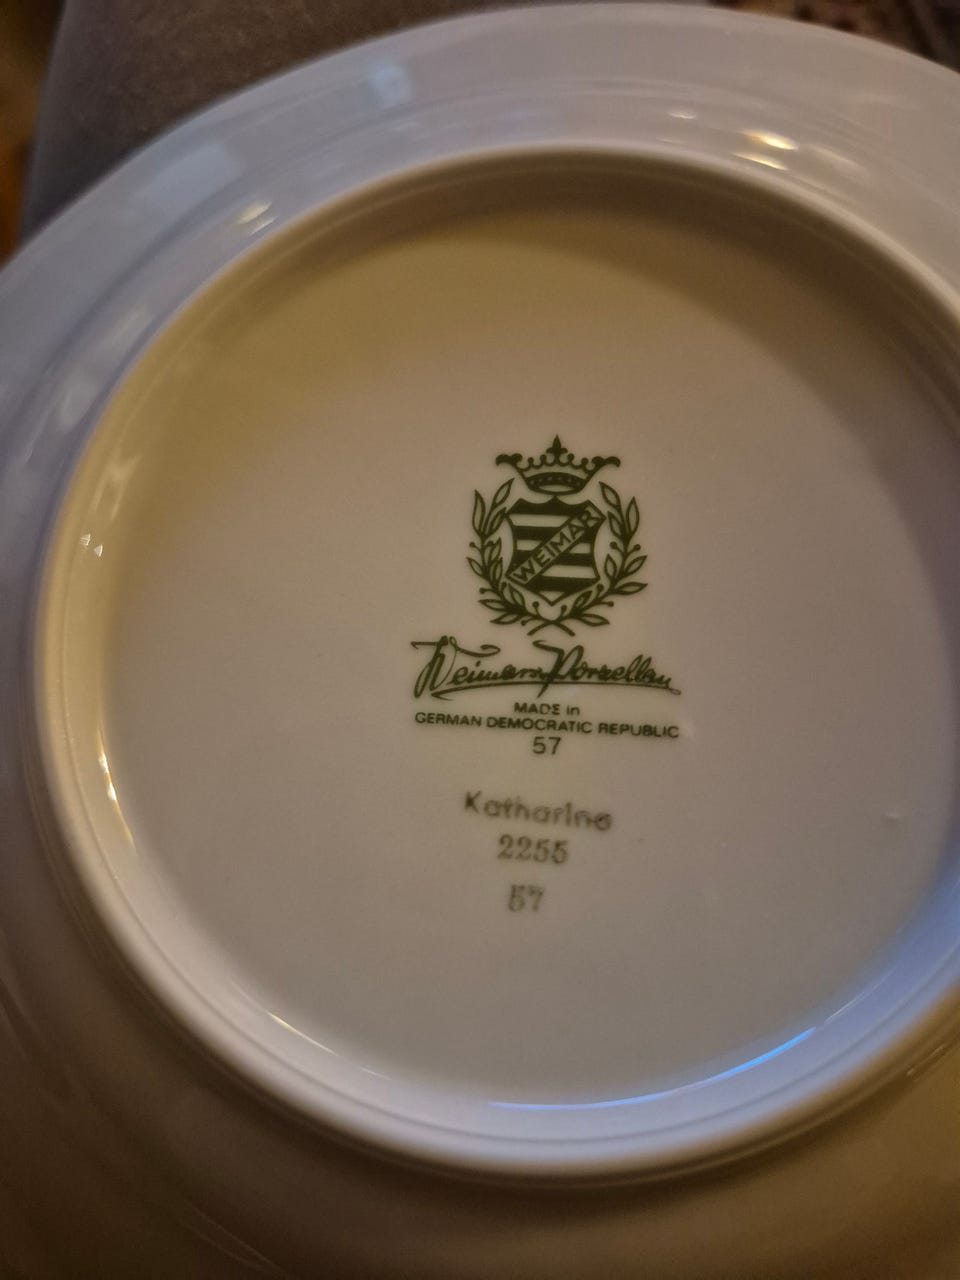 WEIMAR
Weimar Porzellan
MADE in
GERMAN DEMOCRATIC REPUBLIC
57
Katharina
2255
57